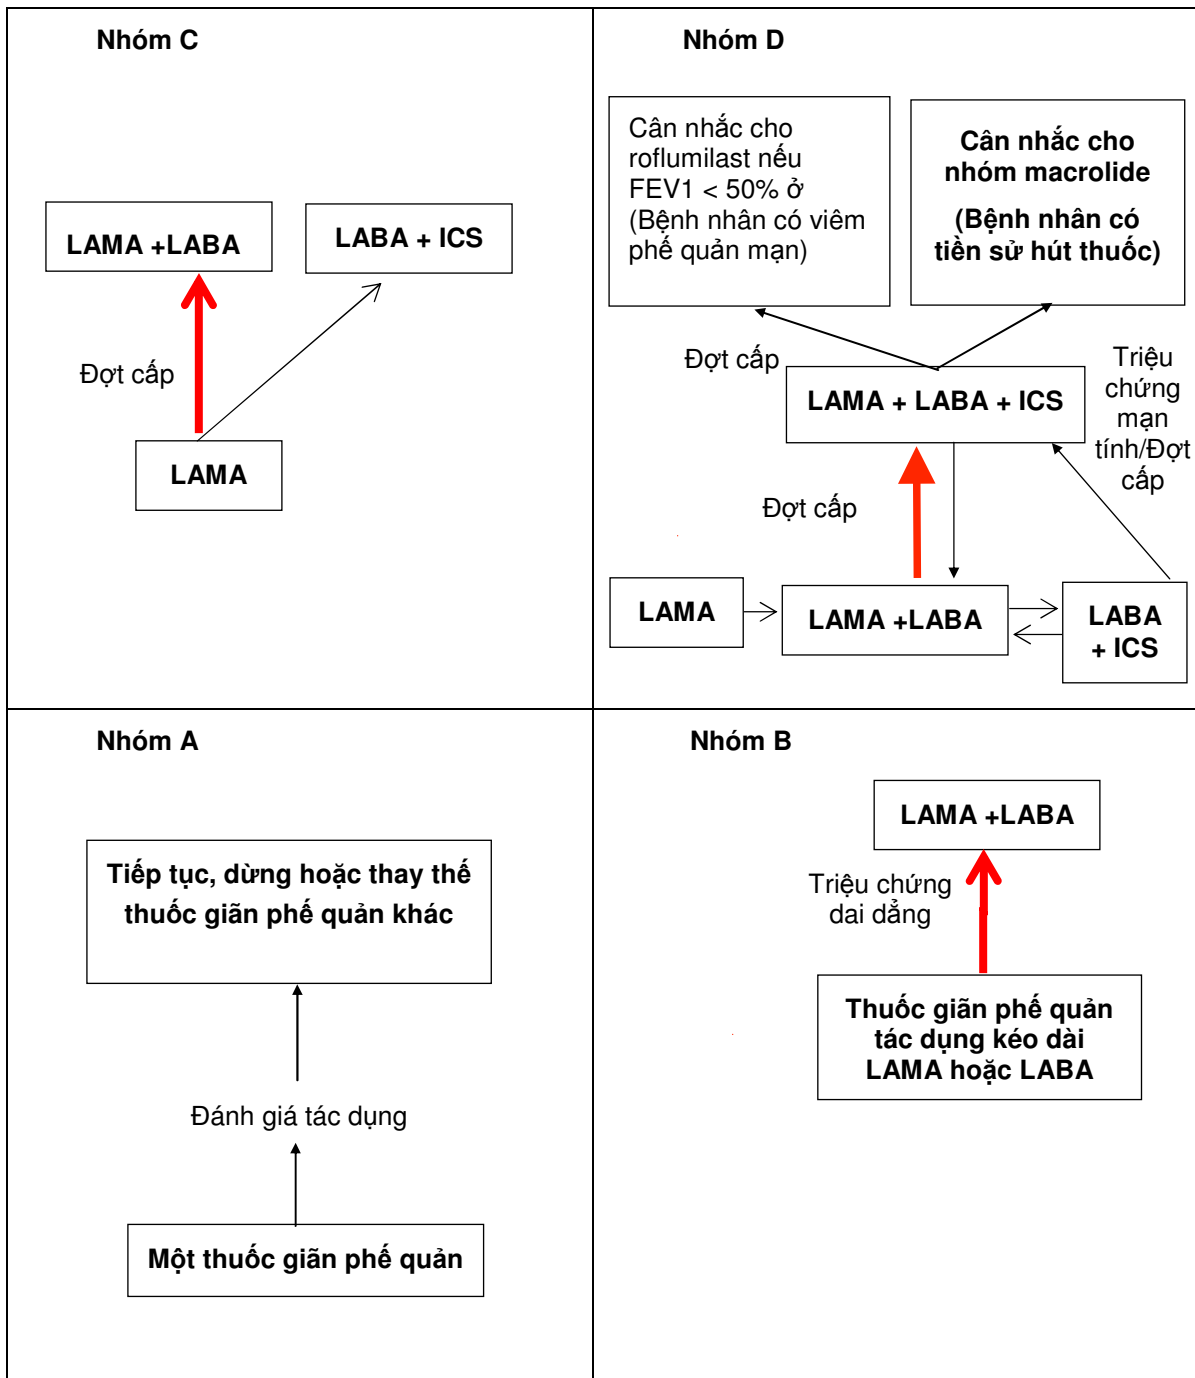 Nhóm C
LAMA +LABA
LABA + ICS
Đợt cấp
LAMA
Nhóm D
Cân nhắc cho
roflumilast nếu
FEV1 < 50% ở
(Bệnh nhân có viêm
phế quản mạn)
Cân nhắc cho
nhóm macrolide
(Bệnh nhân có
tiền sử hút thuốc)
Đợt cấp
Triệu
chứng
mạn
tính/Đợt
cấp
LAMA + LABA + ICS
Đợt cấp
LAMA
LAMA +LABA
LABA
+ ICS
Nhóm A
Tiếp tục, dừng hoặc thay thế
thuốc giãn phế quản khác
Đánh giá tác dụng
Một thuốc giãn phế quản
Nhóm B
LAMA +LABA
Triệu chứng
dai dẳng
Thuốc giãn phế quản
tác dụng kéo dài
LAMA hoặc LABA